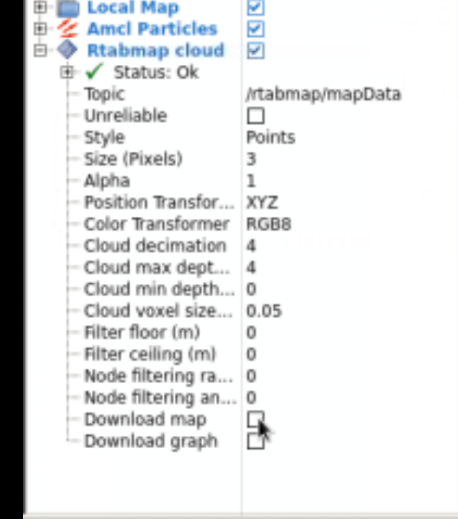 Local Map
Amcl Particles
Rtabmap cloud
Status: Ok
Topic /rtabmap/mapData
Unreliable
Style Points
Size (Pixels) 3
Alpha 1
Position Transfor... XYZ
Color Transformer RGB8
Cloud decimation 4
Cloud max dept... 4
Cloud min depth... 0
Cloud voxel size... 0.05
Filter floor (m) 0
Filter ceiling (m) 0
Node filtering ra... 0
Node filtering an... 0
Download map
Download graph